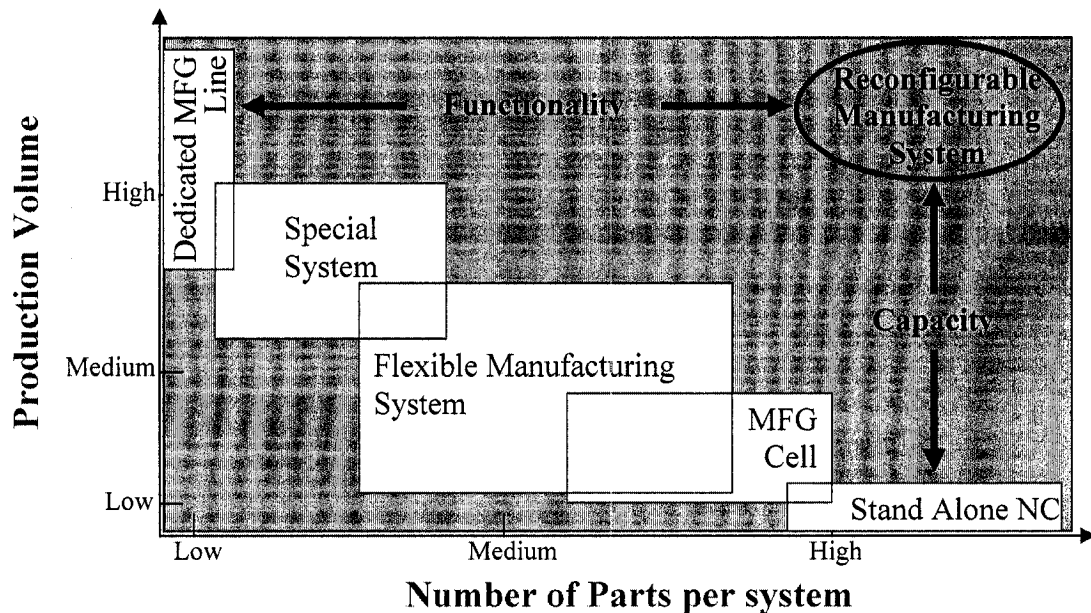 Production Volume
High
Medium
Low
Dedicated MFG
Line
Functionality
Reconfigurable
Manufacturing
System
Special
System
Capacity
Flexible Manufacturing
System
MFG
Cell
Stand Alone NC
Low
Medium
High
Number of Parts per system